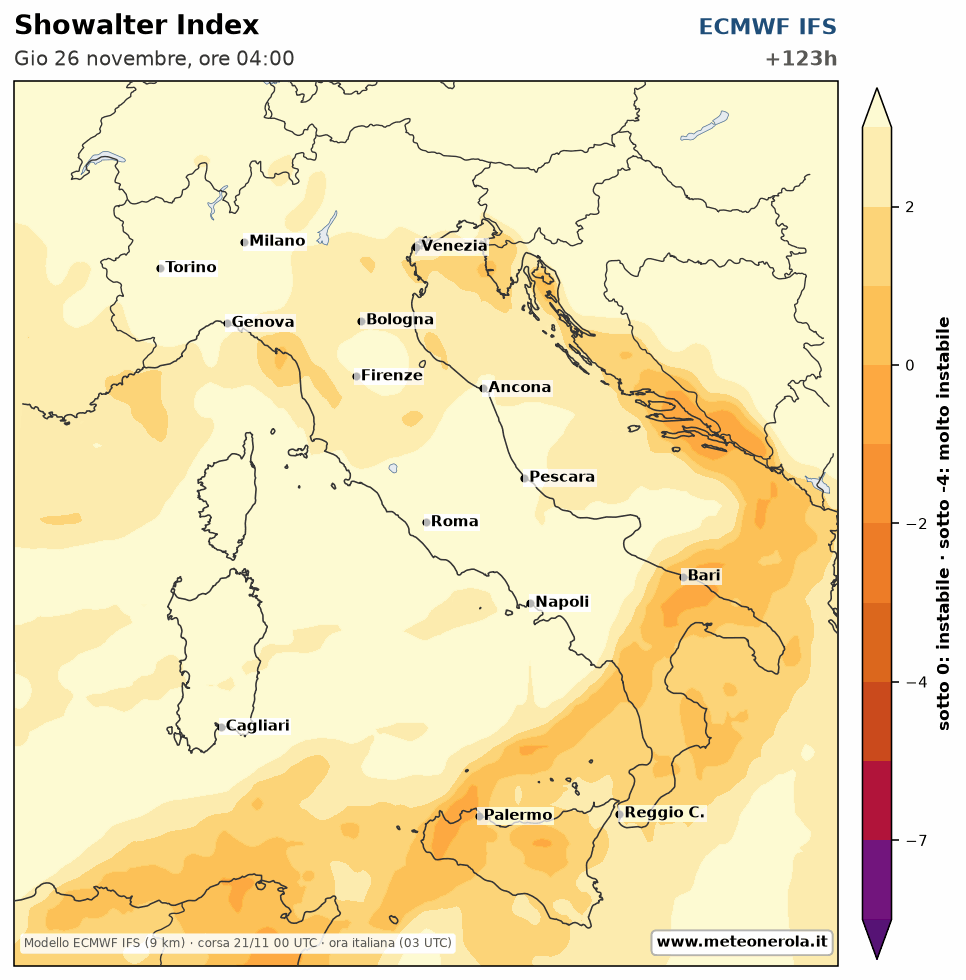 Showalter Index
ECMWF IFS
Gio 26 novembre, ore 04:00
+123h
Milano
Venezia
Torino
Genova
Bologna
Firenze
Ancona
Pescara
Roma
Bari
Napoli
Cagliari
Palermo
Reggio C.
2
0
−2
−4
−7
sotto 0: instabile · sotto -4: molto instabile
Modello ECMWF IFS (9 km) · corsa 21/11 00 UTC · ora italiana (03 UTC)
www.meteonerola.it